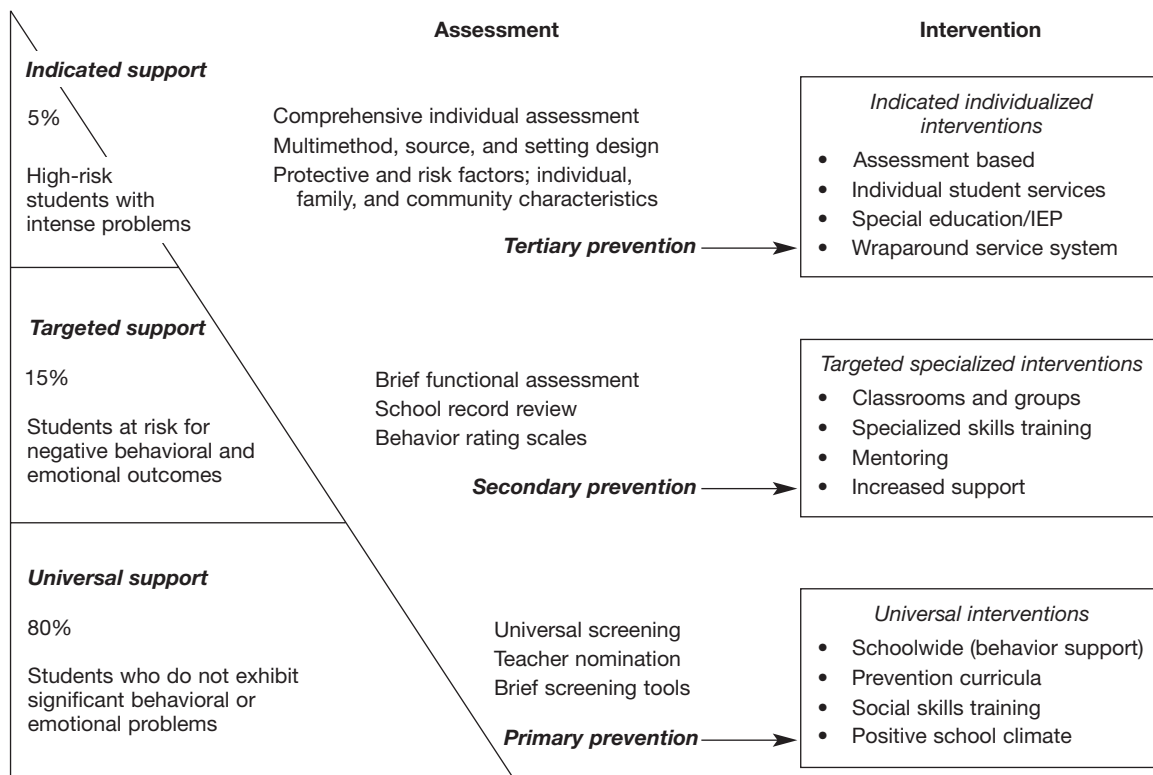 Assessment
Intervention
Indicated support
5%
High-risk
students with
intense problems
Comprehensive individual assessment
Multimethod, source, and setting design
Protective and risk factors; individual,
family, and community characteristics
Tertiary prevention
Indicated individualized
interventions
• Assessment based
• Individual student services
• Special education/IEP
• Wraparound service system
Targeted support
15%
Students at risk for
negative behavioral and
emotional outcomes
Brief functional assessment
School record review
Behavior rating scales
Secondary prevention
Targeted specialized interventions
• Classrooms and groups
• Specialized skills training
• Mentoring
• Increased support
Universal support
80%
Students who do not exhibit
significant behavioral or
emotional problems
Universal screening
Teacher nomination
Brief screening tools
Primary prevention
Universal interventions
• Schoolwide (behavior support)
• Prevention curricula
• Social skills training
• Positive school climate